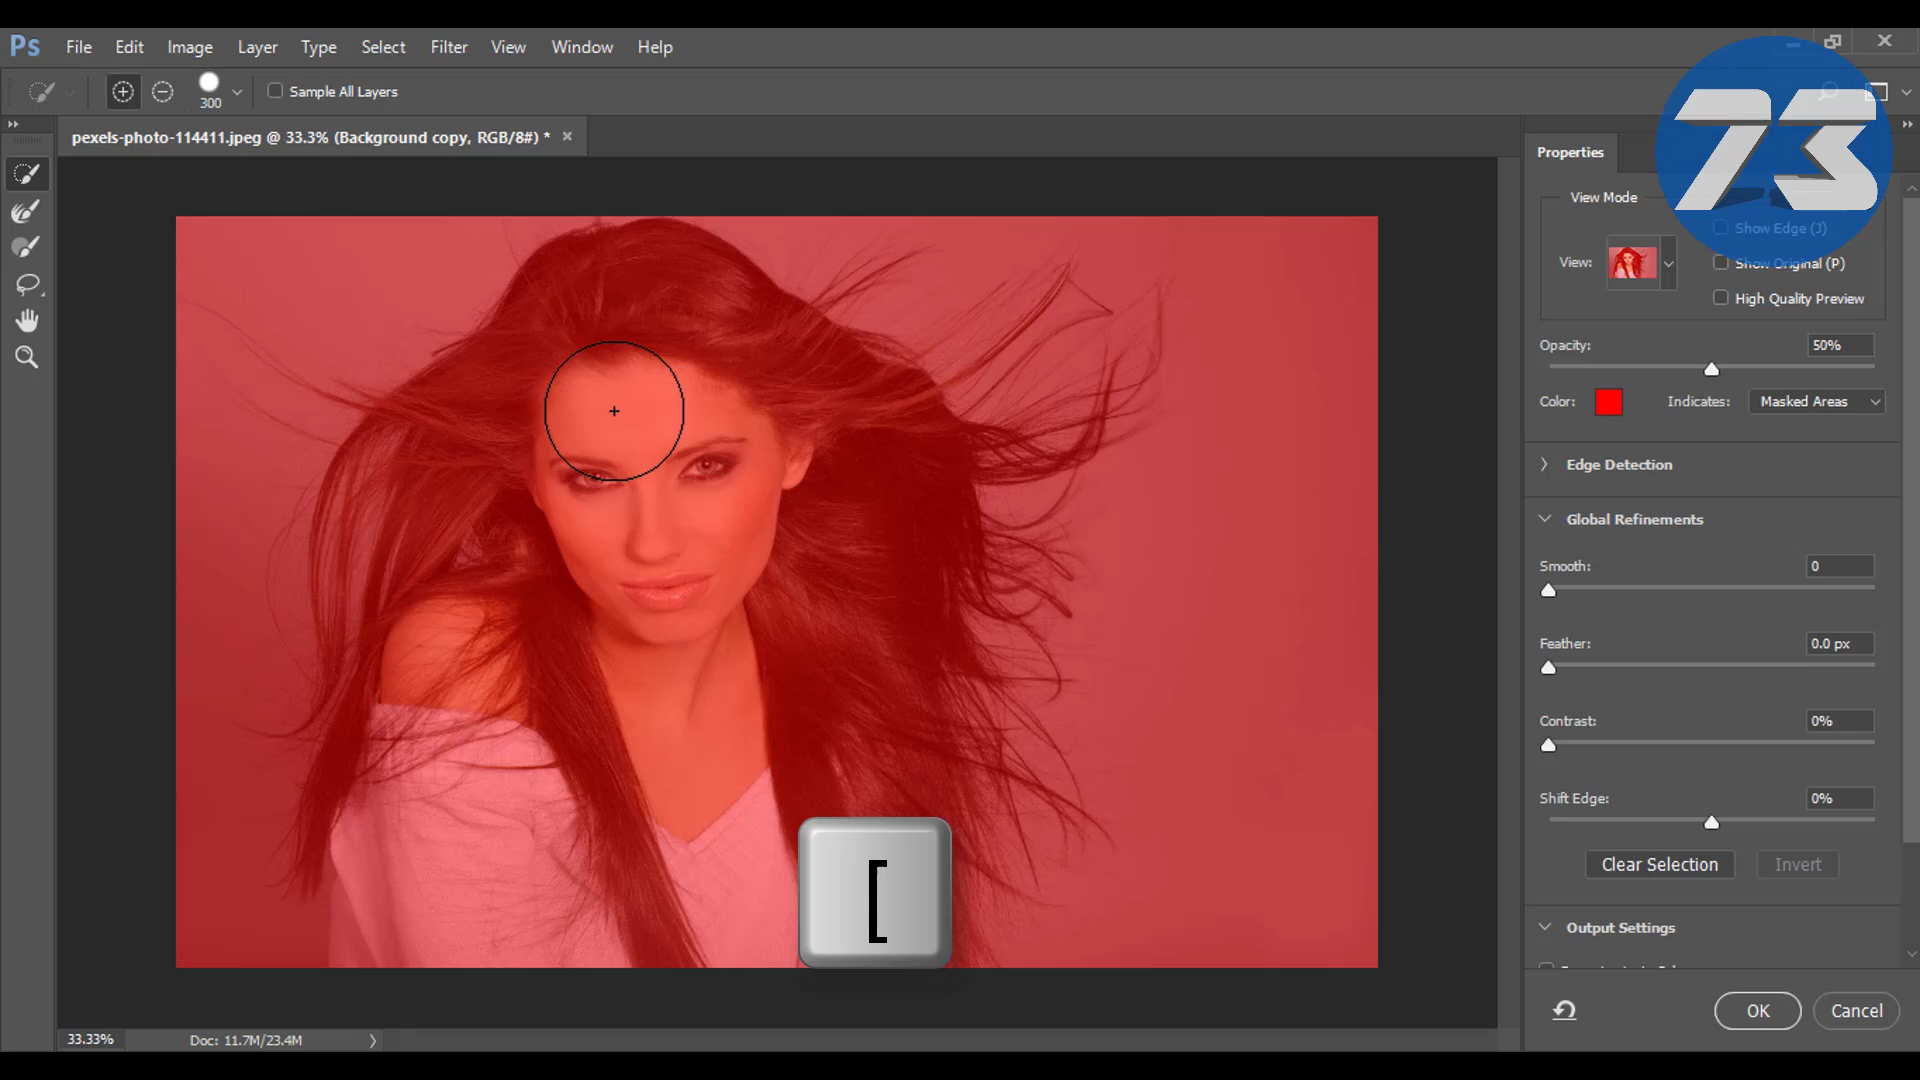 Ps File Edit Image Layer Type Select Filter View Window Help
300
Sample All Layers
73
pexels-photo-114411.jpeg @ 33.3% (Background copy, RGB/8#) *
Properties
View Mode
Show Edge (J)
View:
Show Original (P)
High Quality Preview
Opacity: 50%
Color: Indicates: Masked Areas
Edge Detection
Global Refinements
Smooth: 0
Feather: 0.0 px
Contrast: 0%
Shift Edge: 0%
Clear Selection Invert
[
Output Settings
OK Cancel
33.33% Doc: 11.7M/23.4M